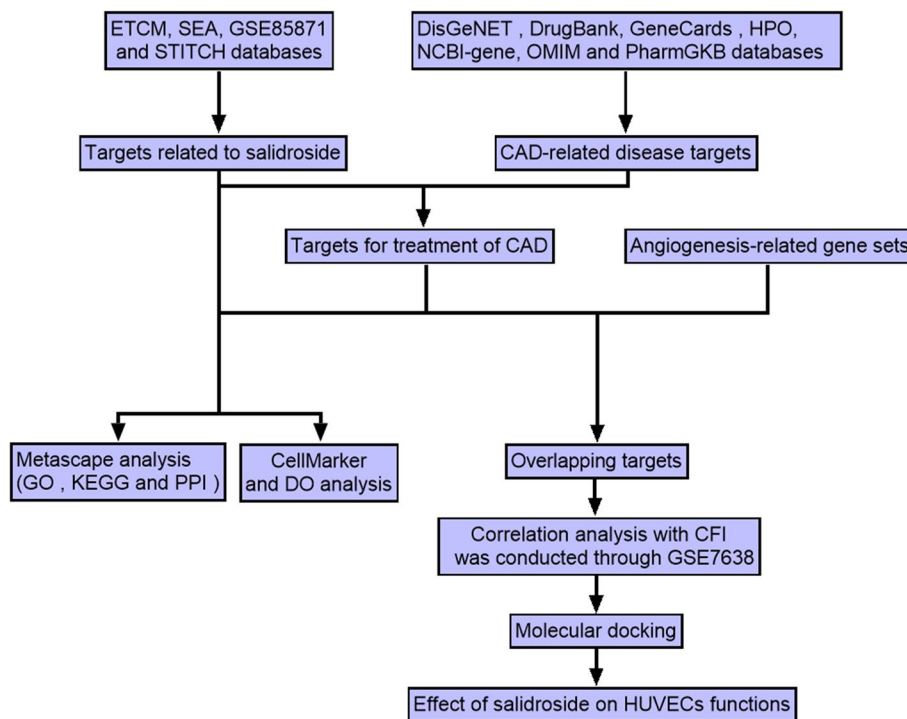 ETCM, SEA, GSE85871
and STITCH databases
DisGeNET , DrugBank, GeneCards , HPO,
NCBI-gene, OMIM and PharmGKB databases
Targets related to salidroside
CAD-related disease targets
Targets for treatment of CAD
Angiogenesis-related gene sets
Metascape analysis
(GO , KEGG and PPI )
CellMarker
and DO analysis
Overlapping targets
Correlation analysis with CFI
was conducted through GSE7638
Molecular docking
Effect of salidroside on HUVECs functions